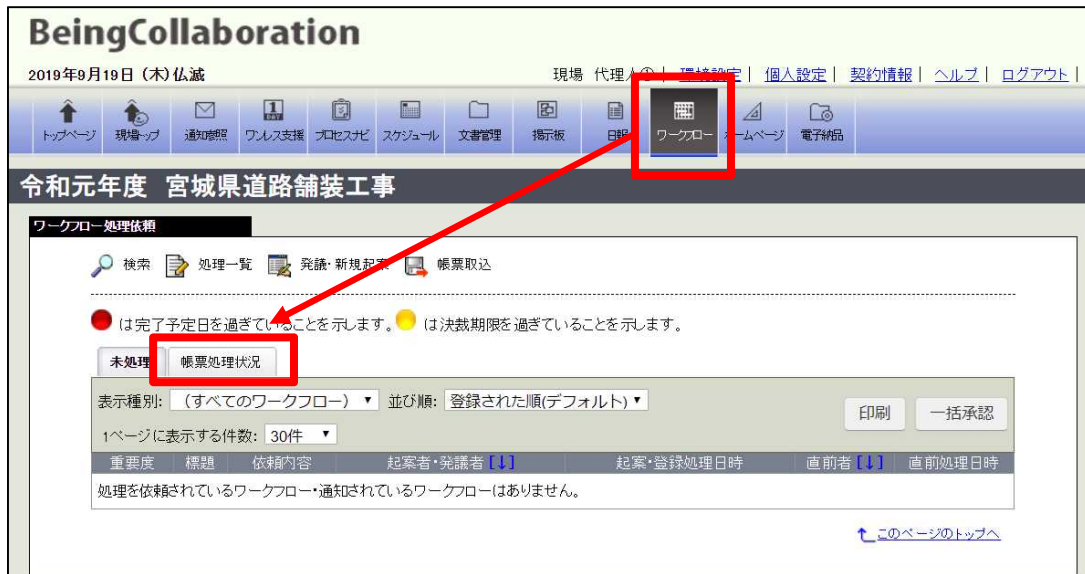 BeingCollaboration
2019年9月19日 (木)仏滅
現場 代理人① | 環境設定 | 個人設定 | 契約情報 | ヘルプ | ログアウト |
トップページ 現場トップ 通知参照 ワンレス支援 プロセスナビ スケジュール 文書管理 掲示板 日報 ワークフロー ホームページ 電子納品
令和元年度 宮城県道路舗装工事
ワークフロー処理依頼
検索 処理一覧 発議・新規起案 帳票取込
は完了予定日を過ぎていることを示します。 は決裁期限を過ぎていることを示します。
未処理 帳票処理状況
表示種別: (すべてのワークフロー) ▼ 並び順: 登録された順(デフォルト) ▼
印刷 一括承認
1ページに表示する件数: 30件 ▼
重要度 標題 依頼内容 起案者・発議者 [↓] 起案・登録処理日時 直前者 [↓] 直前処理日時
処理を依頼されているワークフロー・通知されているワークフローはありません。
このページのトップへ